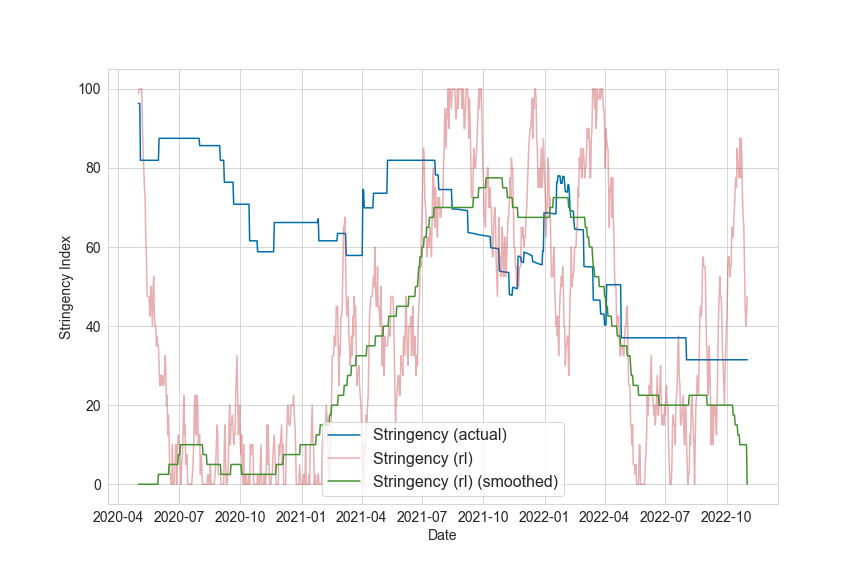 100
80
60
40
20
0
Stringency Index
Stringency (actual)
Stringency (rl)
Stringency (rl) (smoothed)
2020-04 2020-07 2020-10 2021-01 2021-04 2021-07 2021-10 2022-01 2022-04 2022-07 2022-10
Date